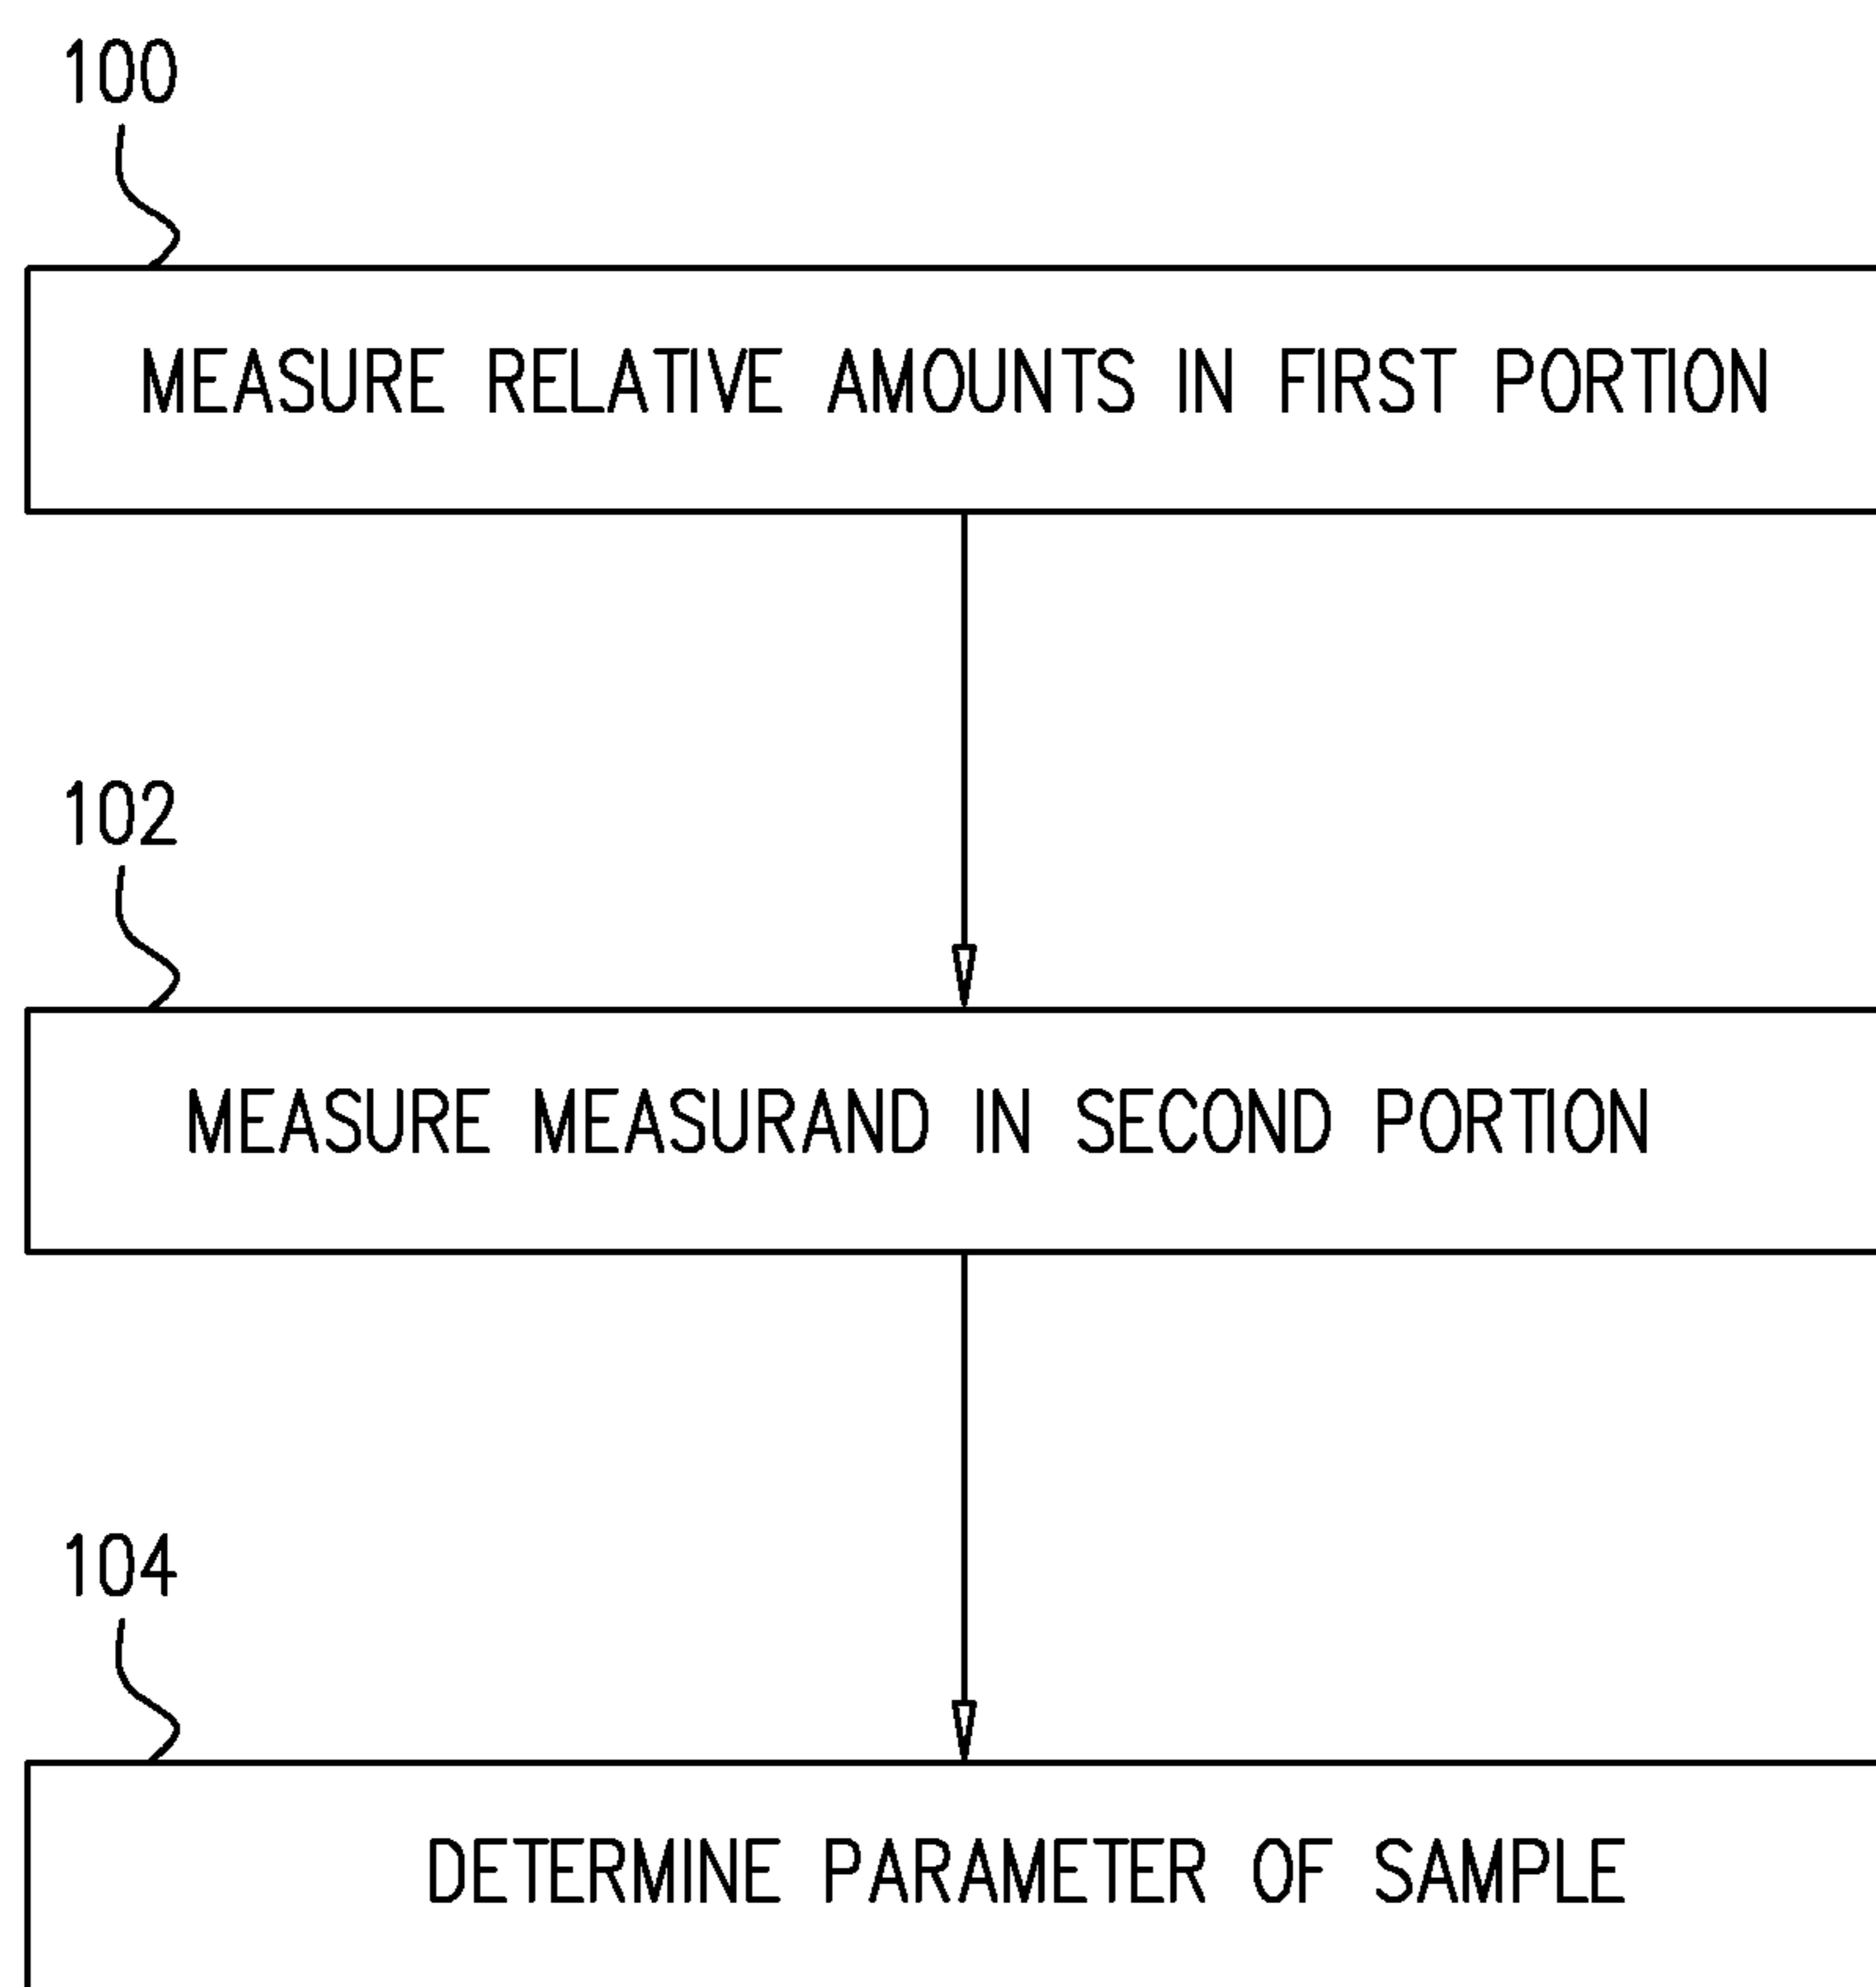 100
MEASURE RELATIVE AMOUNTS IN FIRST PORTION
102
MEASURE MEASURAND IN SECOND PORTION
104
DETERMINE PARAMETER OF SAMPLE